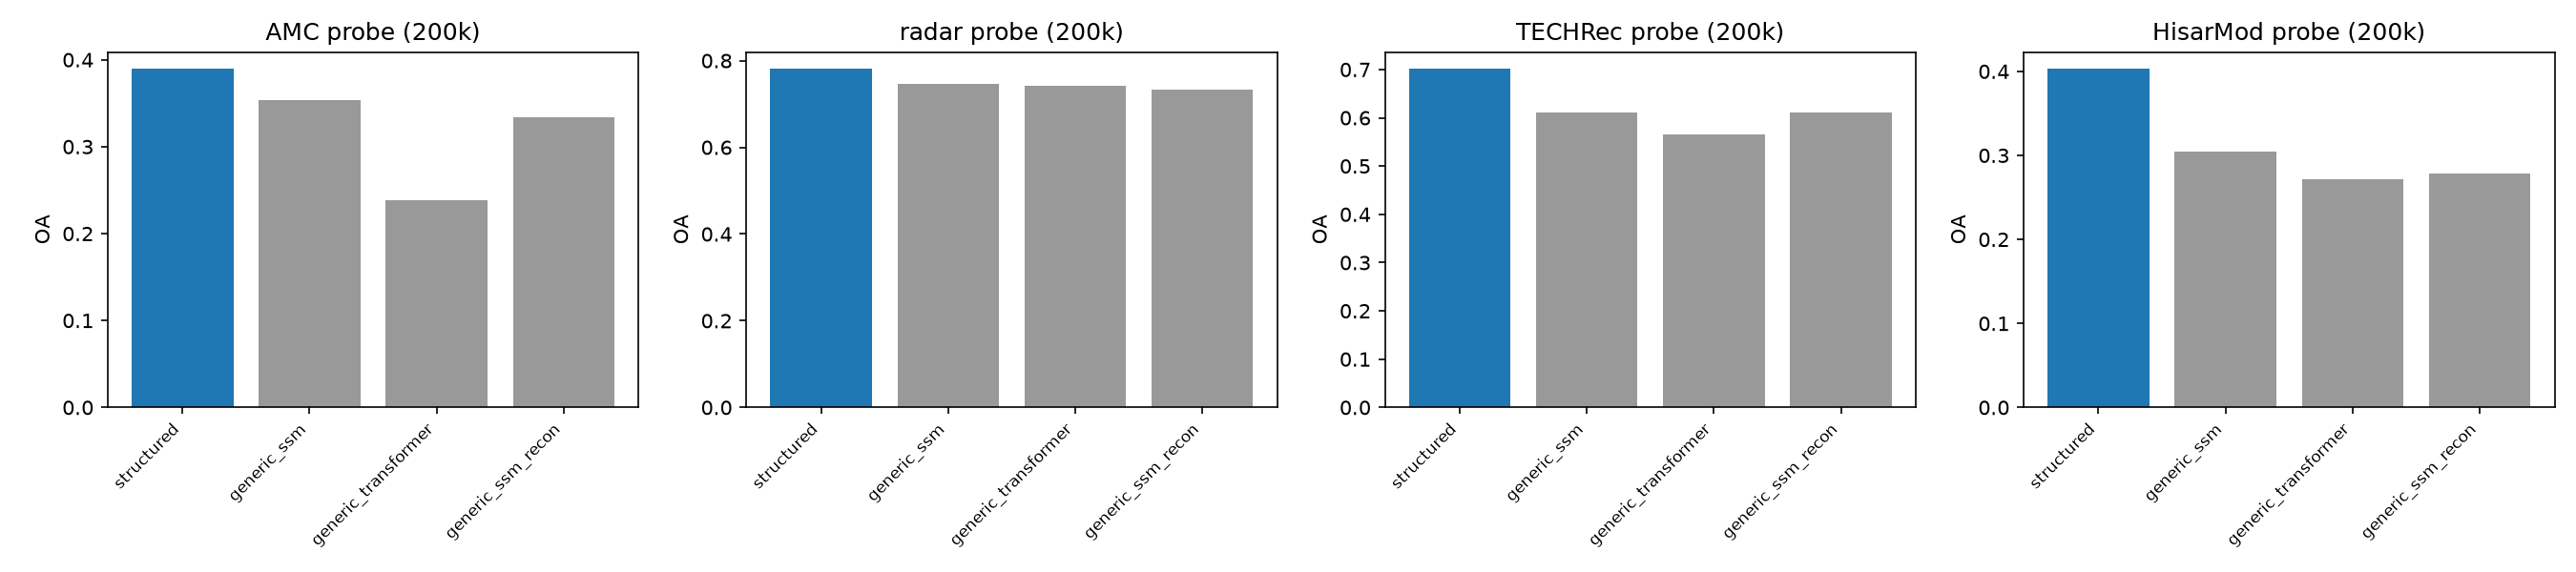 AMC probe (200k)
OA
0.4
0.3
0.2
0.1
0.0
structured
generic_ssm
generic_transformer
generic_ssm_recon
radar probe (200k)
OA
0.8
0.6
0.4
0.2
0.0
structured
generic_ssm
generic_transformer
generic_ssm_recon
TECHRec probe (200k)
OA
0.7
0.6
0.5
0.4
0.3
0.2
0.1
0.0
structured
generic_ssm
generic_transformer
generic_ssm_recon
HisarMod probe (200k)
OA
0.4
0.3
0.2
0.1
0.0
structured
generic_ssm
generic_transformer
generic_ssm_recon